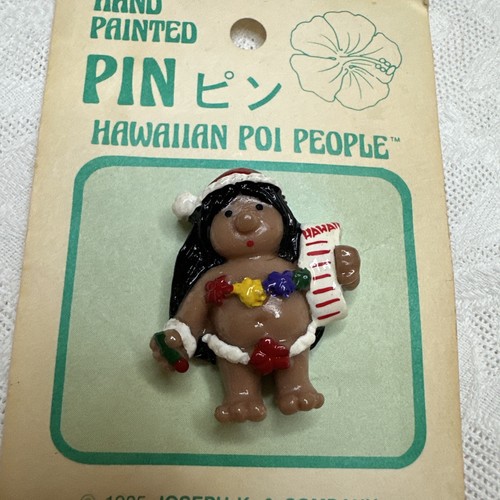 HAND
PAINTED
PIN ピン
HAWAIIAN POI PEOPLE™
HAWAII